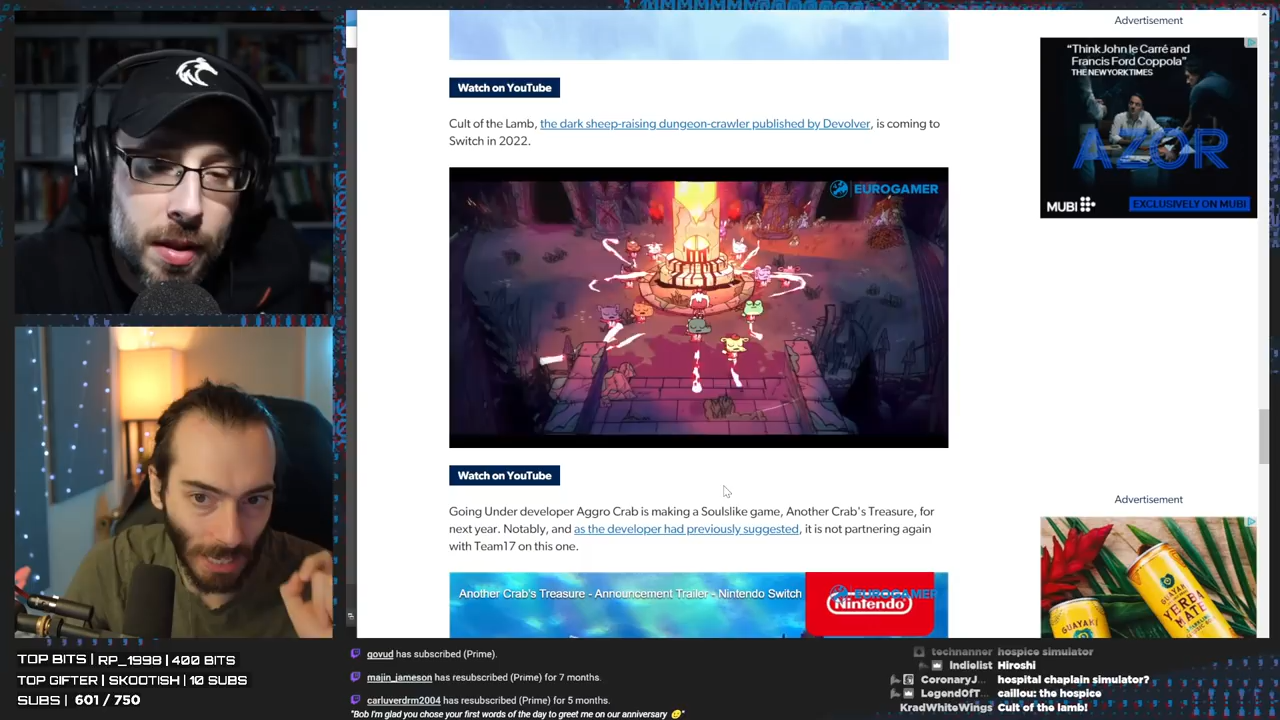 Watch on YouTube
Cult of the Lamb, the dark sheep-raising dungeon-crawler published by Devolver, is coming to
Switch in 2022.
EUROGAMER
Watch on YouTube
Going Under developer Aggro Crab is making a Soulslike game, Another Crab's Treasure, for
next year. Notably, and as the developer had previously suggested, it is not partnering again
with Team17 on this one.
Another Crab's Treasure - Announcement Trailer - Nintendo Switch
EUROGAMER
Nintendo
Advertisement
"Think John le Carré and
Francis Ford Coppola"
THE NEW YORK TIMES
AZOR
MUBI
EXCLUSIVELY ON MUBI
Advertisement
GUAYAKI
YERBA
MATE
GUAYAKI
YERB
MAT
TOP BITS | RP_1998 | 400 BITS
TOP GIFTER | SKOOTISH | 10 SUBS
SUBS | 601 / 750
govud has subscribed (Prime).
majin_jameson has resubscribed (Prime) for 7 months.
carluverdrm2004 has resubscribed (Prime) for 5 months.
"Bob I'm glad you chose your first words of the day to greet me on our anniversary 🙂"
technanner hospice simulator
Indielist Hiroshi
CoronaryJ... hospital chaplain simulator?
LegendOfT... caillou: the hospice
KradWhiteWings Cult of the lamb!